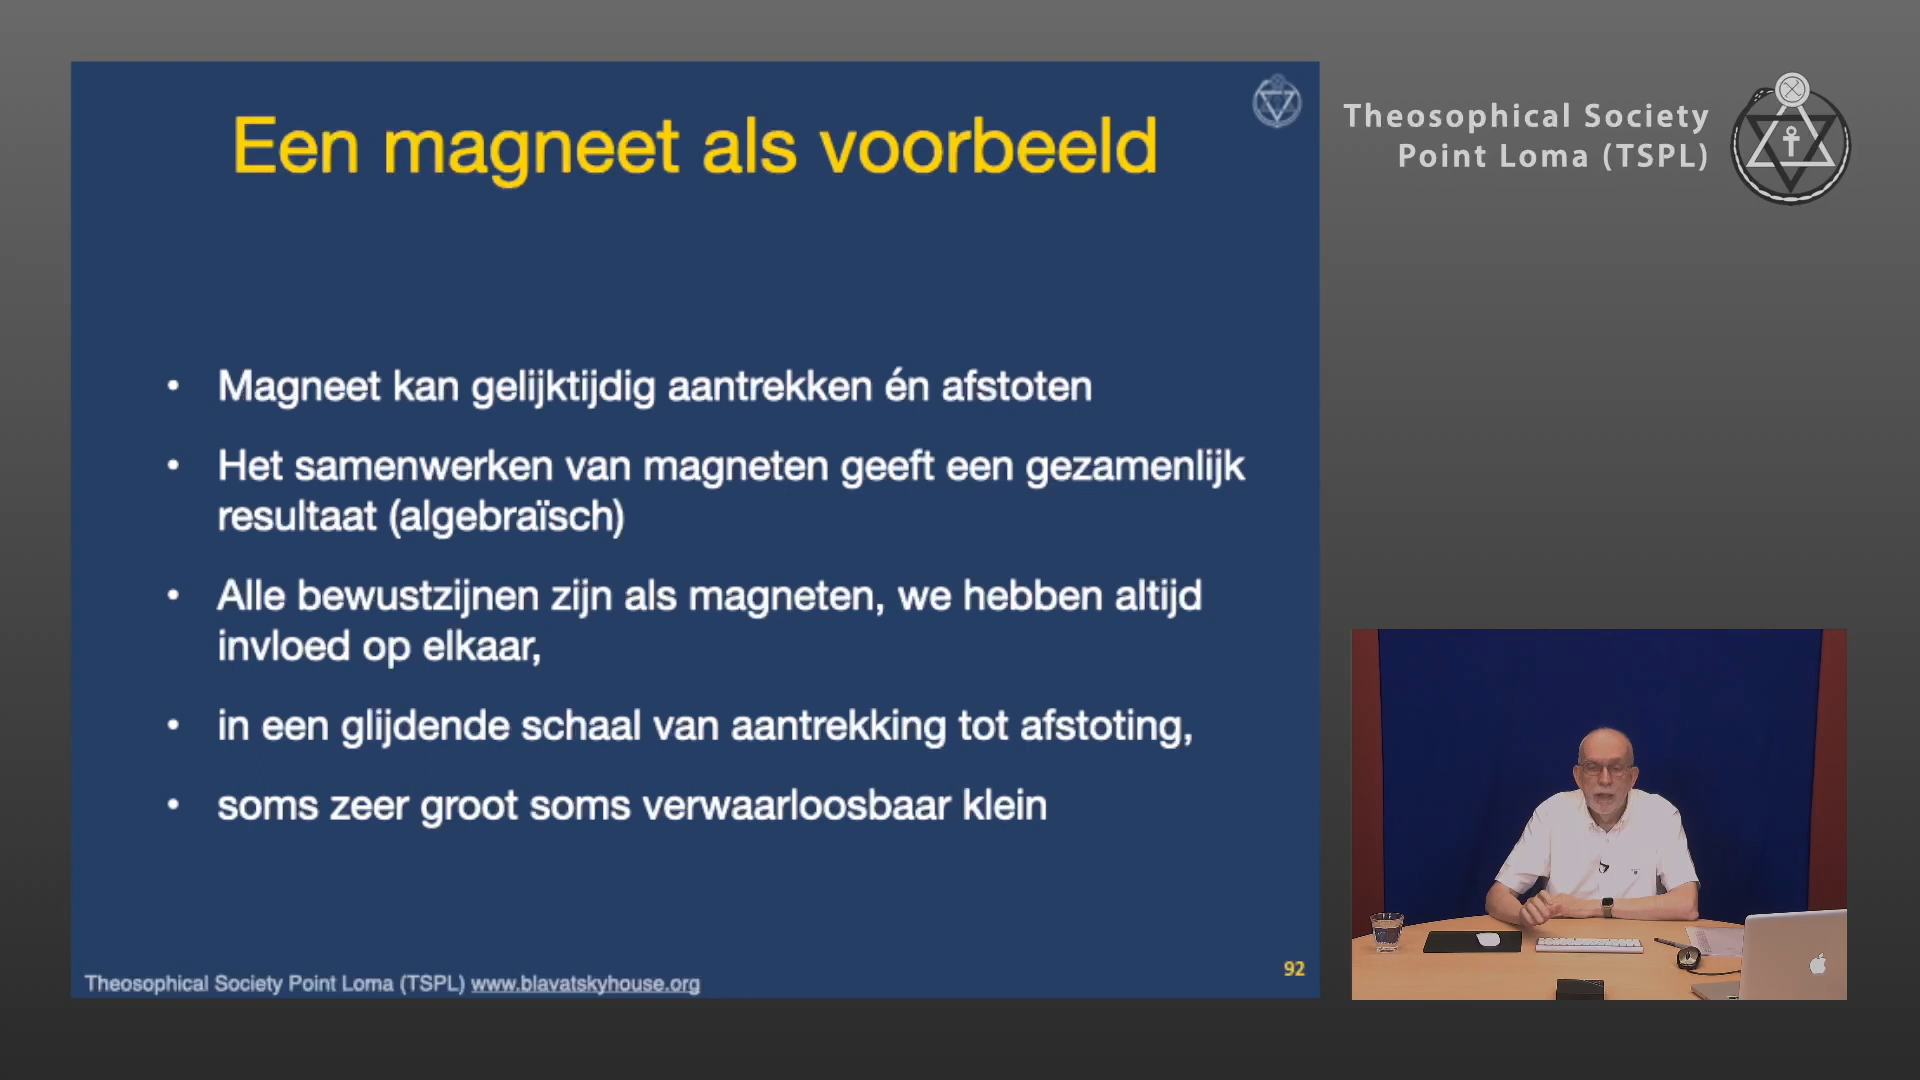 Een magneet als voorbeeld
• Magneet kan gelijktijdig aantrekken én afstoten
• Het samenwerken van magneten geeft een gezamenlijk
resultaat (algebraïsch)
• Alle bewustzijnen zijn als magneten, we hebben altijd
invloed op elkaar,
• in een glijdende schaal van aantrekking tot afstoting,
• soms zeer groot soms verwaarloosbaar klein
Theosophical Society Point Loma (TSPL) www.blavatskyhouse.org
92
Theosophical Society
Point Loma (TSPL)